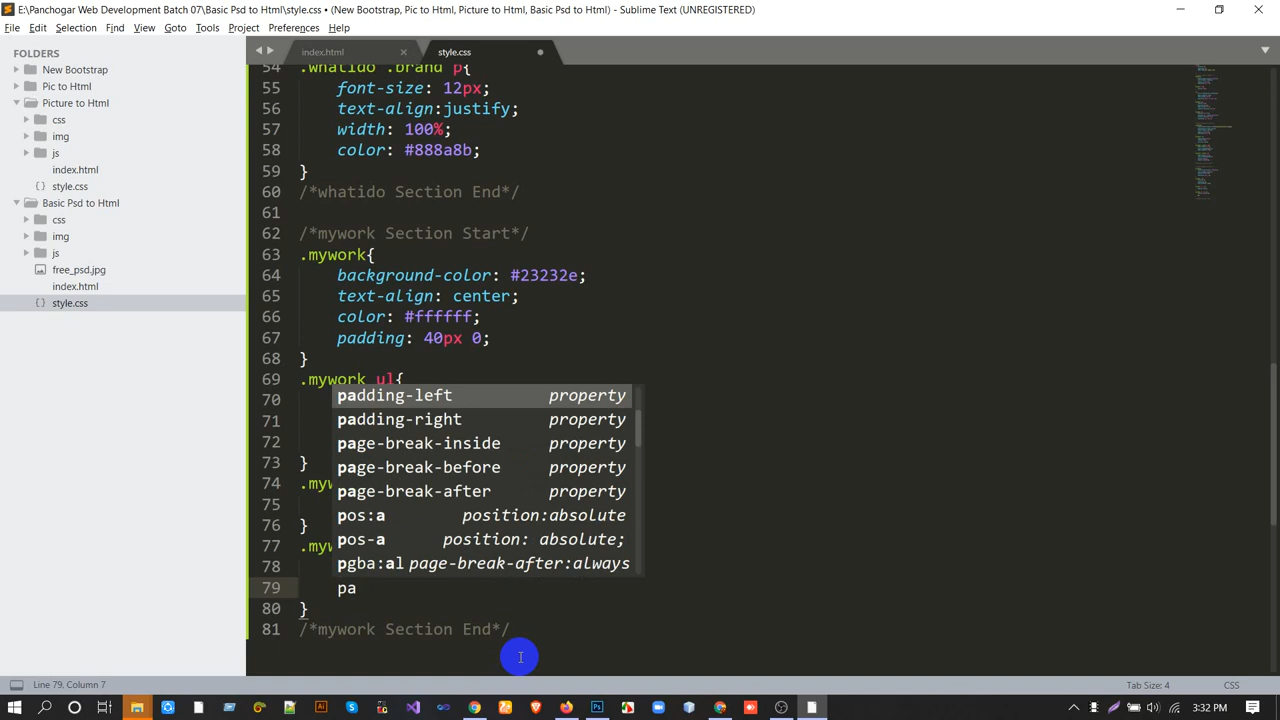 E:\Panchogar Web Development Batch 07\Basic Psd to Html\style.css • (New Bootstrap, Pic to Html, Picture to Html, Basic Psd to Html) - Sublime Text (UNREGISTERED)
File Edit Selection Find View Goto Tools Project Preferences Help
FOLDERS
New Bootstrap
Pic to Html
Picture to Html
css
img
js
index.html
style.css
Basic Psd to Html
css
img
js
free_psd.jpg
index.html
style.css
index.html
style.css
54 .whatido .brand p{
55 font-size: 12px;
56 text-align:justify;
57 width: 100%;
58 color: #888a8b;
59 }
60 /*whatido Section End*/
61
62 /*mywork Section Start*/
63 .mywork{
64 background-color: #23232e;
65 text-align: center;
66 color: #ffffff;
67 padding: 40px 0;
68 }
69 .mywork ul{
70
71
72
73 }
74 .myw
75
76 }
77 .myw
78
79 pa
80 }
81 /*mywork Section End*/
padding-left property
padding-right property
page-break-inside property
page-break-before property
page-break-after property
pos:a position:absolute
pos-a position: absolute;
pgba:al page-break-after:always
Line 79, Column 7
Tab Size: 4
CSS
3:32 PM